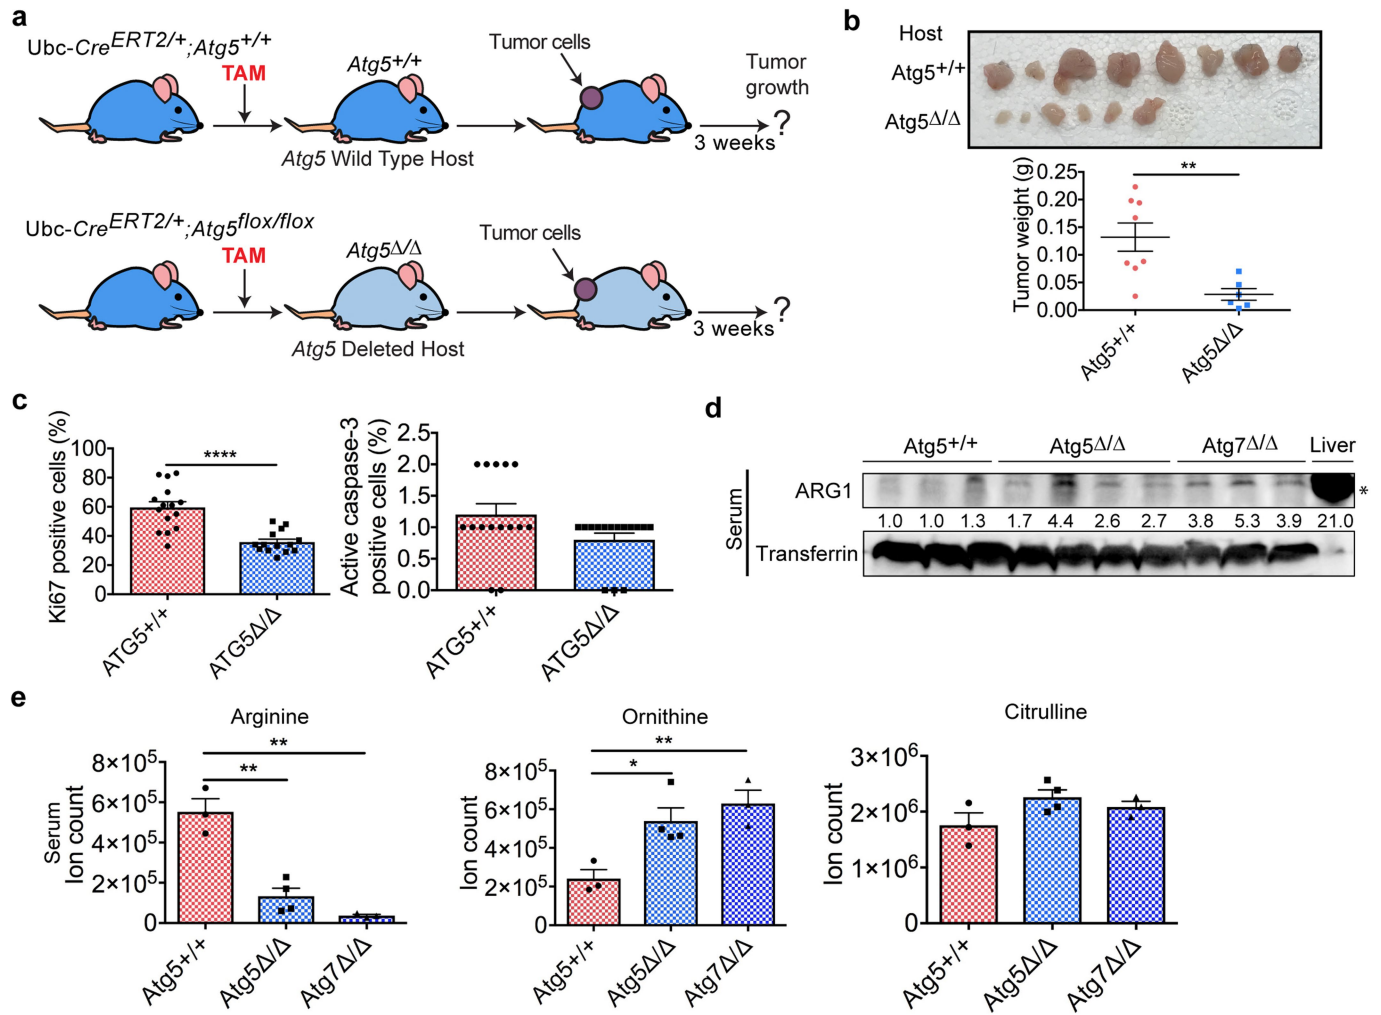 a
Ubc-CreERT2/+;Atg5+/+
TAM
Atg5+/+
Atg5 Wild Type Host
Tumor cells
Tumor
growth
3 weeks
?
Ubc-CreERT2/+;Atg5flox/flox
TAM
Atg5Δ/Δ
Atg5 Deleted Host
Tumor cells
3 weeks
?
b
Host
Atg5+/+
Atg5Δ/Δ
Tumor weight (g)
**
0.25
0.20
0.15
0.10
0.05
0.00
Atg5+/+
Atg5Δ/Δ
c
Ki67 positive cells (%)
****
100
80
60
40
20
0
ATG5+/+
ATG5Δ/Δ
Active caspase-3
positive cells (%)
2.5
2.0
1.5
1.0
0.5
0.0
ATG5+/+
ATG5Δ/Δ
d
Atg5+/+ Atg5Δ/Δ Atg7Δ/Δ Liver
Serum
ARG1
*
1.0 1.0 1.3 1.7 4.4 2.6 2.7 3.8 5.3 3.9 21.0
Transferrin
e
Arginine
**
**
Serum
Ion count
8×10⁵
6×10⁵
4×10⁵
2×10⁵
0
Atg5+/+
Atg5Δ/Δ
Atg7Δ/Δ
Ornithine
**
*
Ion count
8×10⁵
6×10⁵
4×10⁵
2×10⁵
0
Atg5+/+
Atg5Δ/Δ
Atg7Δ/Δ
Citrulline
Ion count
3×10⁶
2×10⁶
1×10⁶
0
Atg5+/+
Atg5Δ/Δ
Atg7Δ/Δ